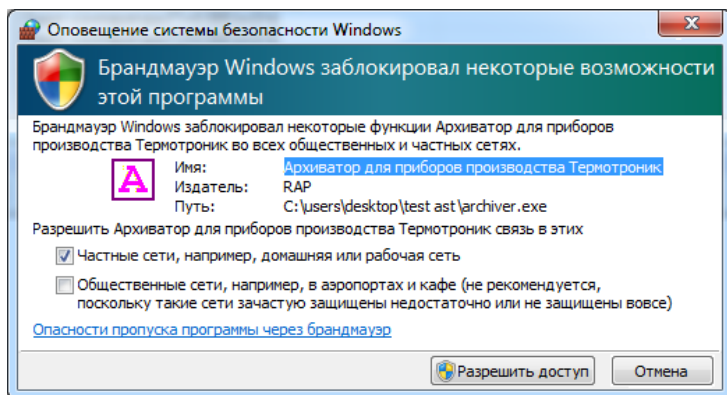 Оповещение системы безопасности Windows
Брандмауэр Windows заблокировал некоторые возможности
этой программы
Брандмауэр Windows заблокировал некоторые функции Архиватор для приборов
производства Термотроник во всех общественных и частных сетях.
A
Имя: Архиватор для приборов производства Термотроник
Издатель: RAP
Путь: C:\users\desktop\test ast\archiver.exe
Разрешить Архиватор для приборов производства Термотроник связь в этих
Частные сети, например, домашняя или рабочая сеть
Общественные сети, например, в аэропортах и кафе (не рекомендуется,
поскольку такие сети зачастую защищены недостаточно или не защищены вовсе)
Опасности пропуска программы через брандмауэр
Разрешить доступ Отмена